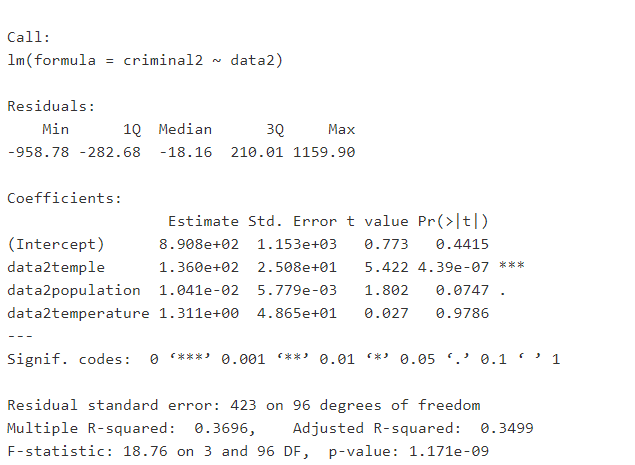 Call:
lm(formula = criminal2 ~ data2)
Residuals:
    Min      1Q  Median      3Q     Max
-958.78 -282.68  -18.16  210.01 1159.90
Coefficients:
                  Estimate Std. Error t value Pr(>|t|)
(Intercept)      8.908e+02  1.153e+03   0.773   0.4415
data2temple      1.360e+02  2.508e+01   5.422 4.39e-07 ***
data2population  1.041e-02  5.779e-03   1.802   0.0747 .
data2temperature 1.311e+00  4.865e+01   0.027   0.9786
---
Signif. codes:  0 ‘***’ 0.001 ‘**’ 0.01 ‘*’ 0.05 ‘.’ 0.1 ‘ ’ 1
Residual standard error: 423 on 96 degrees of freedom
Multiple R-squared:  0.3696,    Adjusted R-squared:  0.3499
F-statistic: 18.76 on 3 and 96 DF,  p-value: 1.171e-09